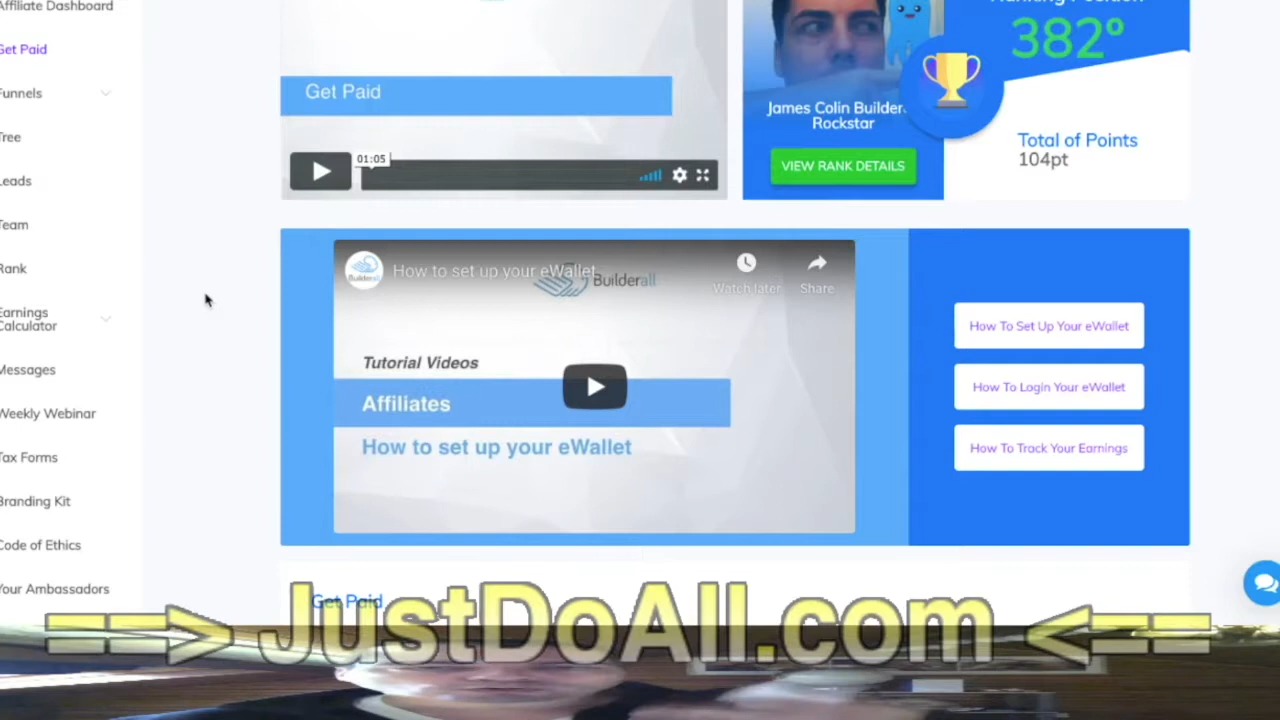 Affiliate Dashboard
Get Paid
Funnels
Tree
Leads
Team
Rank
Earnings
Calculator
Messages
Weekly Webinar
Tax Forms
Branding Kit
Code of Ethics
Your Ambassadors
Get Paid
01:05
James Colin Builder
Rockstar
VIEW RANK DETAILS
Ranking Position
382º
Total of Points
104pt
Builderall
How to set up your eWallet
Builderall
Watch later
Share
Tutorial Videos
Affiliates
How to set up your eWallet
How To Set Up Your eWallet
How To Login Your eWallet
How To Track Your Earnings
Get Paid
==> JustDoAll.com <==